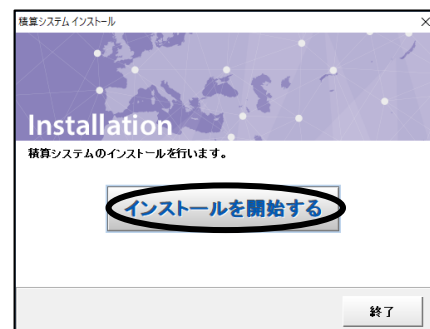 積算システム インストール
Installation
積算システムのインストールを行います。
インストールを開始する
終了